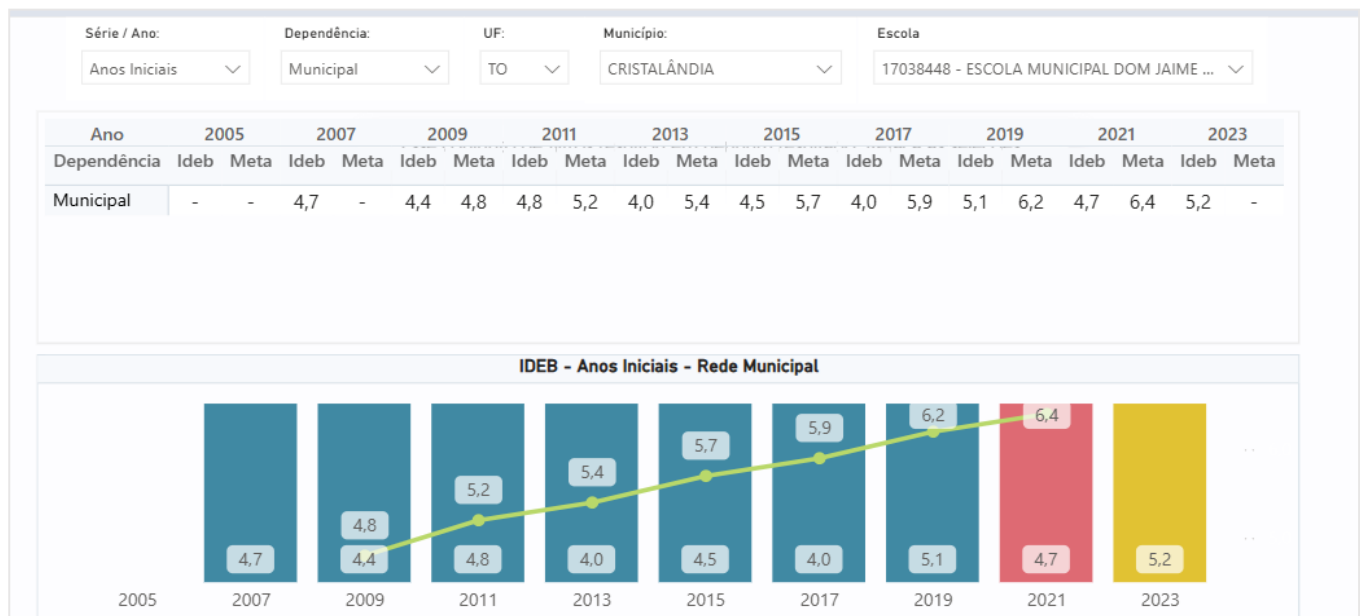 Série / Ano: Dependência: UF: Município: Escola
Anos Iniciais Municipal TO CRISTALÂNDIA 17038448 - ESCOLA MUNICIPAL DOM JAIME ...
Ano 2005 2007 2009 2011 2013 2015 2017 2019 2021 2023
Dependência Ideb Meta Ideb Meta Ideb Meta Ideb Meta Ideb Meta Ideb Meta Ideb Meta Ideb Meta Ideb Meta Ideb Meta
Municipal - - 4,7 - 4,4 4,8 4,8 5,2 4,0 5,4 4,5 5,7 4,0 5,9 5,1 6,2 4,7 6,4 5,2 -
IDEB - Anos Iniciais - Rede Municipal
4,8 5,2 5,4 5,7 5,9 6,2 6,4
4,7 4,4 4,8 4,0 4,5 4,0 5,1 4,7 5,2
2005 2007 2009 2011 2013 2015 2017 2019 2021 2023